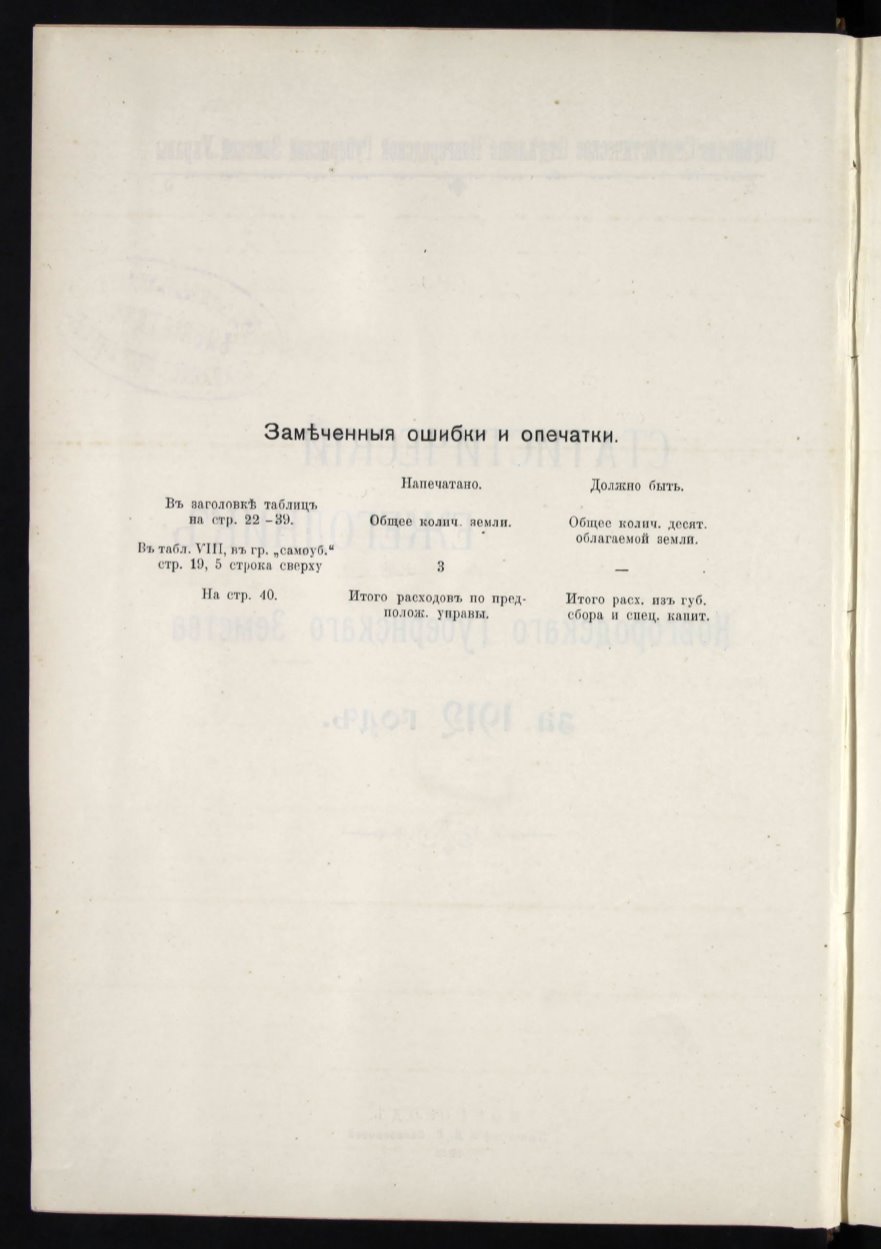 Замѣченныя ошибки и опечатки.
Напечатано. Должно быть.
Въ заголовкѣ таблицъ
на стр. 22 – 39. Общее колич. земли. Общее колич. десят.
облагаемой земли.
Въ табл. VIII, въ гр. „самоуб.“
стр. 19, 5 строка сверху 3 —
На стр. 40. Итого расходовъ по пред- Итого расх. изъ губ.
полож. управы. сбора и спец. капит.